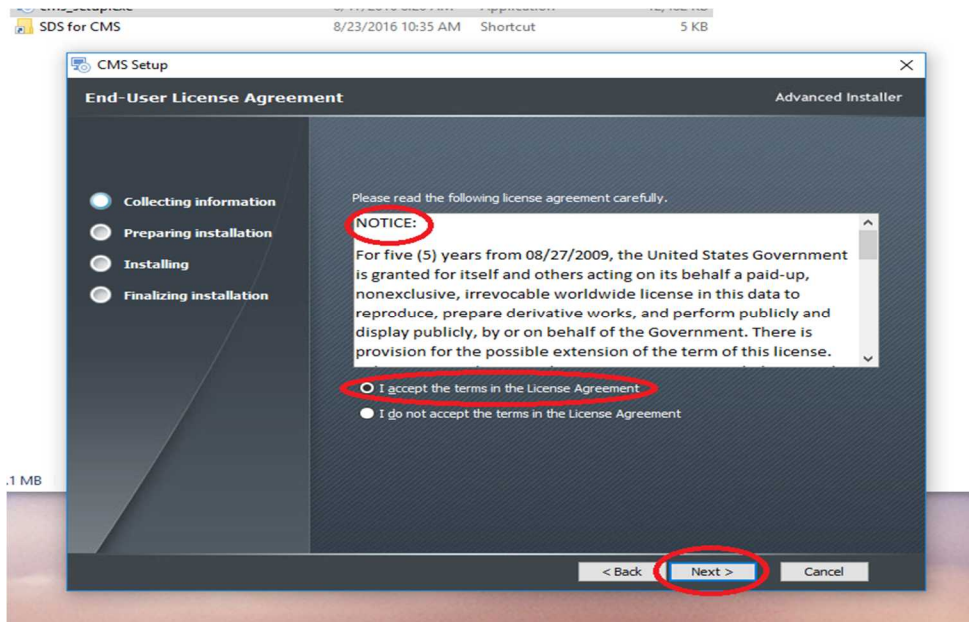 SDS for CMS 8/23/2016 10:35 AM Shortcut 5 KB
CMS Setup
End-User License Agreement
Advanced Installer
Collecting information
Preparing installation
Installing
Finalizing installation
Please read the following license agreement carefully.
NOTICE:
For five (5) years from 08/27/2009, the United States Government
is granted for itself and others acting on its behalf a paid-up,
nonexclusive, irrevocable worldwide license in this data to
reproduce, prepare derivative works, and perform publicly and
display publicly, by or on behalf of the Government. There is
provision for the possible extension of the term of this license.
I accept the terms in the License Agreement
I do not accept the terms in the License Agreement
.1 MB
< Back Next > Cancel